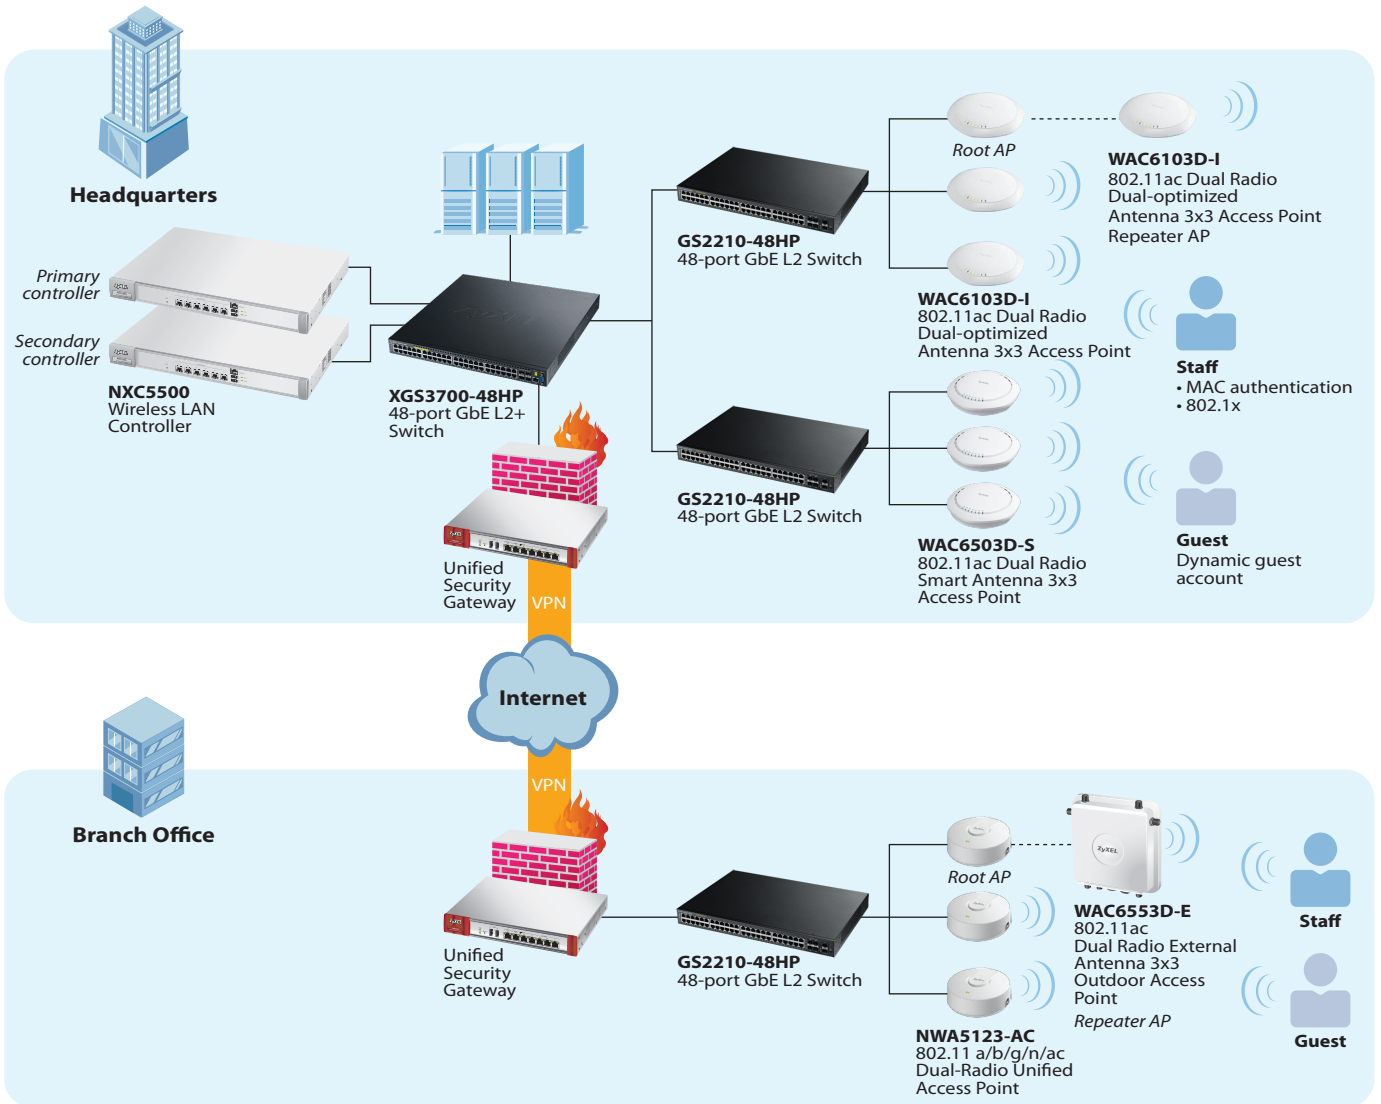 Headquarters
Primary
controller
Secondary
controller
NXC5500
Wireless LAN
Controller
XGS3700-48HP
48-port GbE L2+
Switch
GS2210-48HP
48-port GbE L2 Switch
Root AP
WAC6103D-I
802.11ac Dual Radio
Dual-optimized
Antenna 3x3 Access Point
Repeater AP
WAC6103D-I
802.11ac Dual Radio
Dual-optimized
Antenna 3x3 Access Point
Staff
• MAC authentication
• 802.1x
GS2210-48HP
48-port GbE L2 Switch
WAC6503D-S
802.11ac Dual Radio
Smart Antenna 3x3
Access Point
Guest
Dynamic guest
account
Unified
Security
Gateway
VPN
Internet
VPN
Branch Office
Unified
Security
Gateway
GS2210-48HP
48-port GbE L2 Switch
Root AP
ZyXEL
WAC6553D-E
802.11ac
Dual Radio External
Antenna 3x3
Outdoor Access
Point
Repeater AP
NWA5123-AC
802.11 a/b/g/n/ac
Dual-Radio Unified
Access Point
Staff
Guest